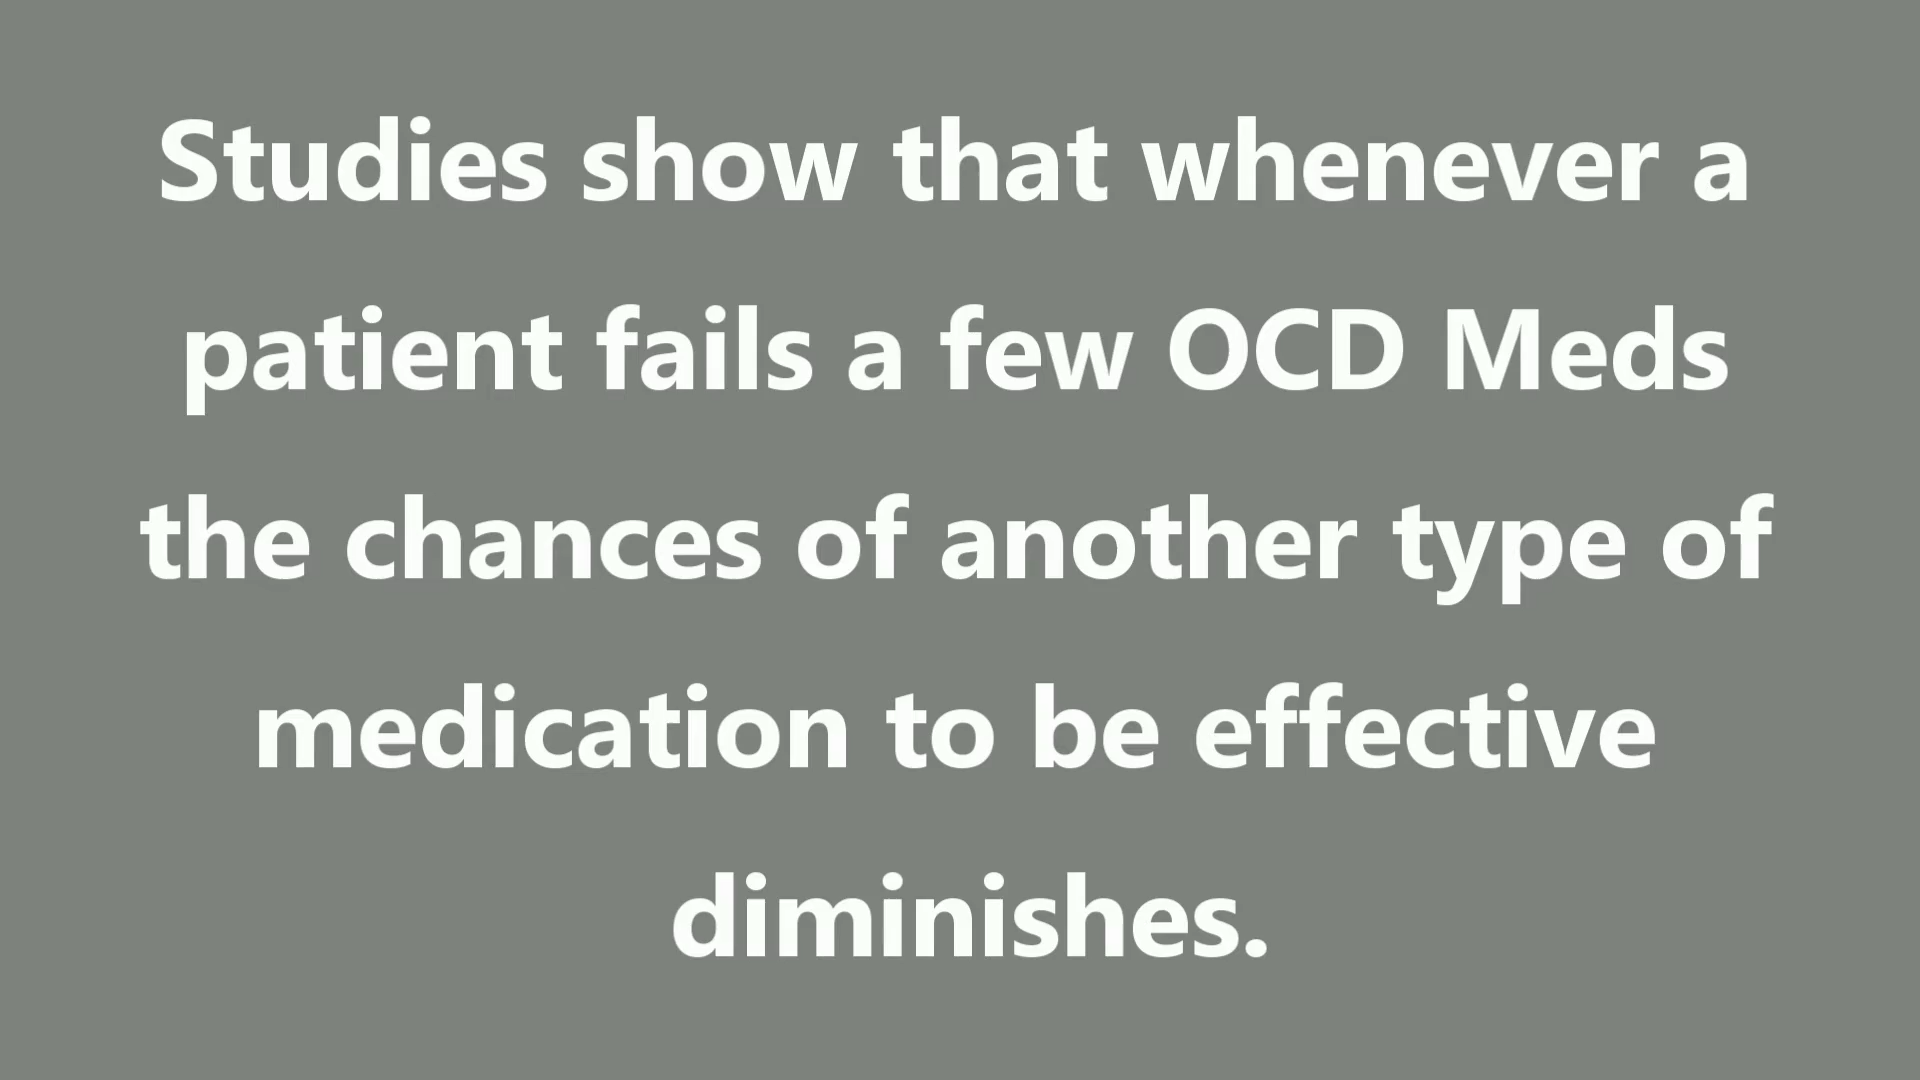 Studies show that whenever a
patient fails a few OCD Meds
the chances of another type of
medication to be effective
diminishes.